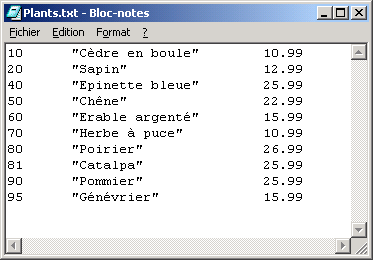 Plants.txt - Bloc-notes
Fichier Edition Format ?
10 "Cèdre en boule" 10.99
20 "Sapin" 12.99
40 "Epinette bleue" 25.99
50 "Chêne" 22.99
60 "Erable argenté" 15.99
70 "Herbe à puce" 10.99
80 "Poirier" 26.99
81 "Catalpa" 25.99
90 "Pommier" 25.99
95 "Génévrier" 15.99